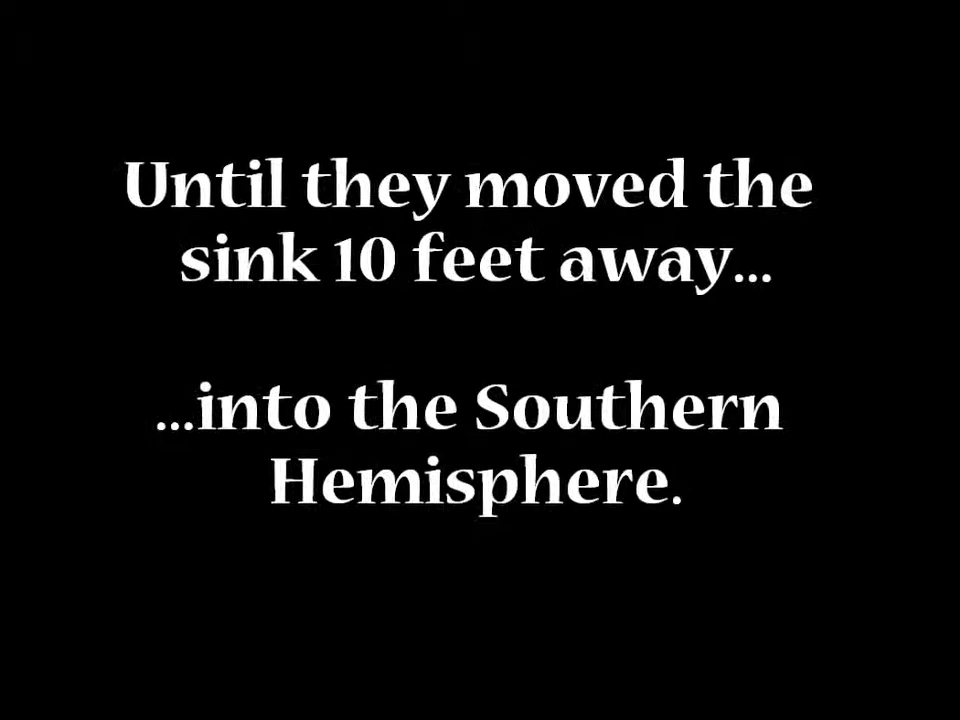 Until they moved the
sink 10 feet away...
...into the Southern
Hemisphere.